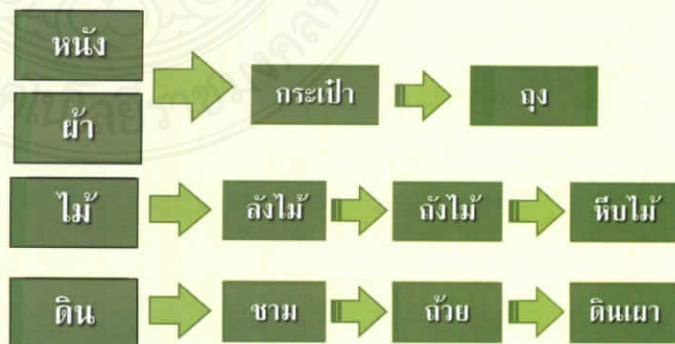 หนัง
ผ้า
กระเป๋า
ถุง
ไม้
ลังไม้
ถังไม้
หีบไม้
ดิน
ชาม
ถ้วย
ดินเผา